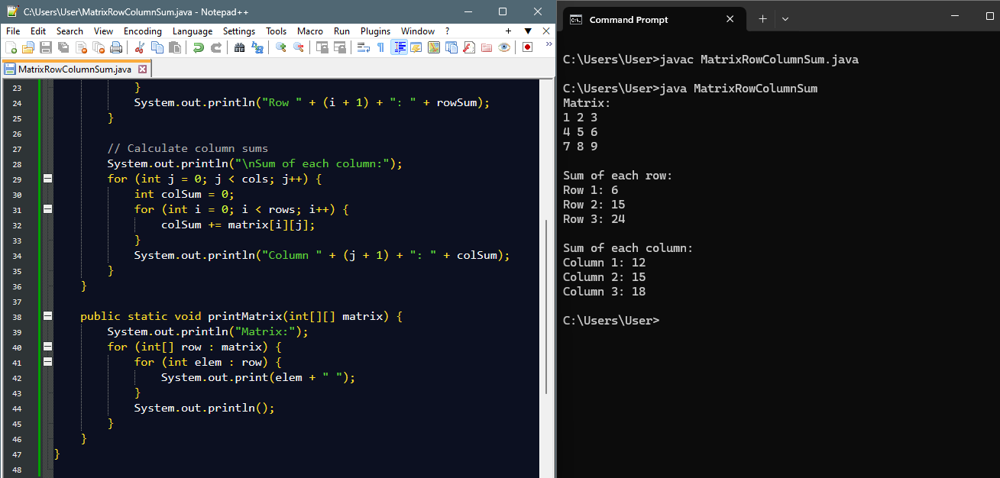 C:\Users\User\MatrixRowColumnSum.java - Notepad++
File Edit Search View Encoding Language Settings Tools Macro Run Plugins Window ? + ▼ X
MatrixRowColumnSum.java
23 }
24 System.out.println("Row " + (i + 1) + ": " + rowSum);
25 }
26
27 // Calculate column sums
28 System.out.println("\nSum of each column:");
29 for (int j = 0; j < cols; j++) {
30 int colSum = 0;
31 for (int i = 0; i < rows; i++) {
32 colSum += matrix[i][j];
33 }
34 System.out.println("Column " + (j + 1) + ": " + colSum);
35 }
36 }
37
38 public static void printMatrix(int[][] matrix) {
39 System.out.println("Matrix:");
40 for (int[] row : matrix) {
41 for (int elem : row) {
42 System.out.print(elem + " ");
43 }
44 System.out.println();
45 }
46 }
47 }
48
Command Prompt
C:\Users\User>javac MatrixRowColumnSum.java
C:\Users\User>java MatrixRowColumnSum
Matrix:
1 2 3
4 5 6
7 8 9
Sum of each row:
Row 1: 6
Row 2: 15
Row 3: 24
Sum of each column:
Column 1: 12
Column 2: 15
Column 3: 18
C:\Users\User>